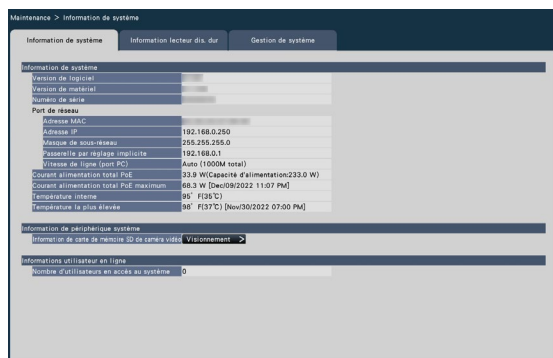 Maintenance > Information de système
Information de système
Information lecteur dis. dur
Gestion de système
Information de système
Version de logiciel
Version de matériel
Numéro de série
Port de réseau
Adresse MAC
Adresse IP 192.168.0.250
Masque de sous-réseau 255.255.255.0
Passerelle par réglage implicite 192.168.0.1
Vitesse de ligne (port PC) Auto (1000M total)
Courant alimentation total PoE 33.9 W(Capacité d'alimentation:233.0 W)
Courant alimentation total PoE maximum 68.3 W [Dec/09/2022 11:07 PM]
Température interne 95° F(35℃)
Température la plus élevée 98° F(37℃) [Nov/30/2022 07:00 PM]
Information de périphérique système
Information de carte de mémoire SD de caméra vidéo Visionnement >
Informations utilisateur en ligne
Nombre d'utilisateurs en accès au système 0